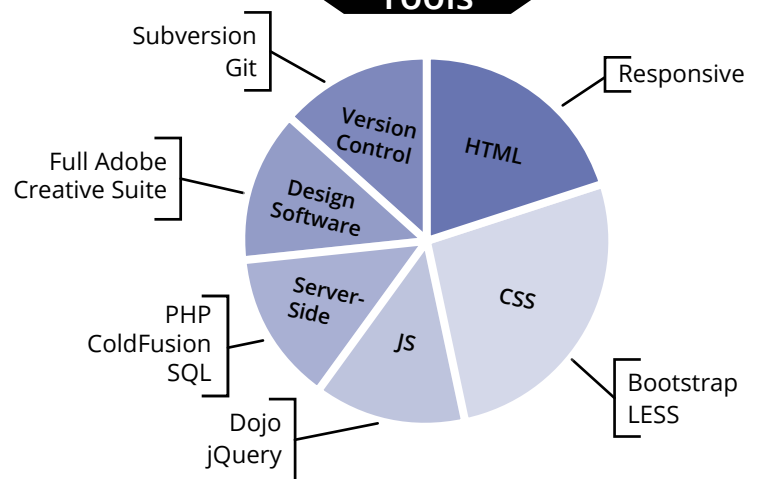 Tools
Subversion
Git
Responsive
Version
Control
HTML
Full Adobe
Creative Suite
Design
Software
Server-
Side
CSS
PHP
ColdFusion
SQL
JS
Bootstrap
LESS
Dojo
jQuery